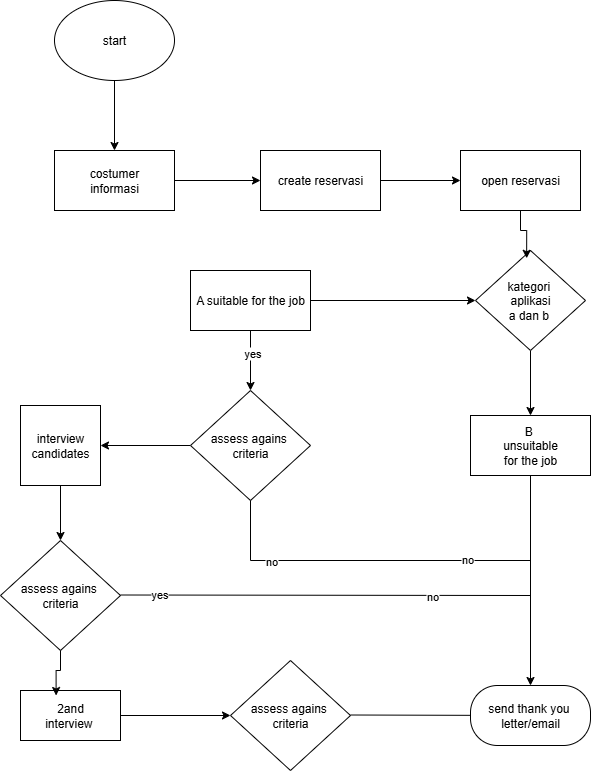 start
costumer
informasi
create reservasi
open reservasi
kategori
aplikasi
a dan b
A suitable for the job
yes
assess agains
criteria
interview
candidates
B
unsuitable
for the job
no
no
assess agains
criteria
yes
no
2and
interview
assess agains
criteria
send thank you
letter/email